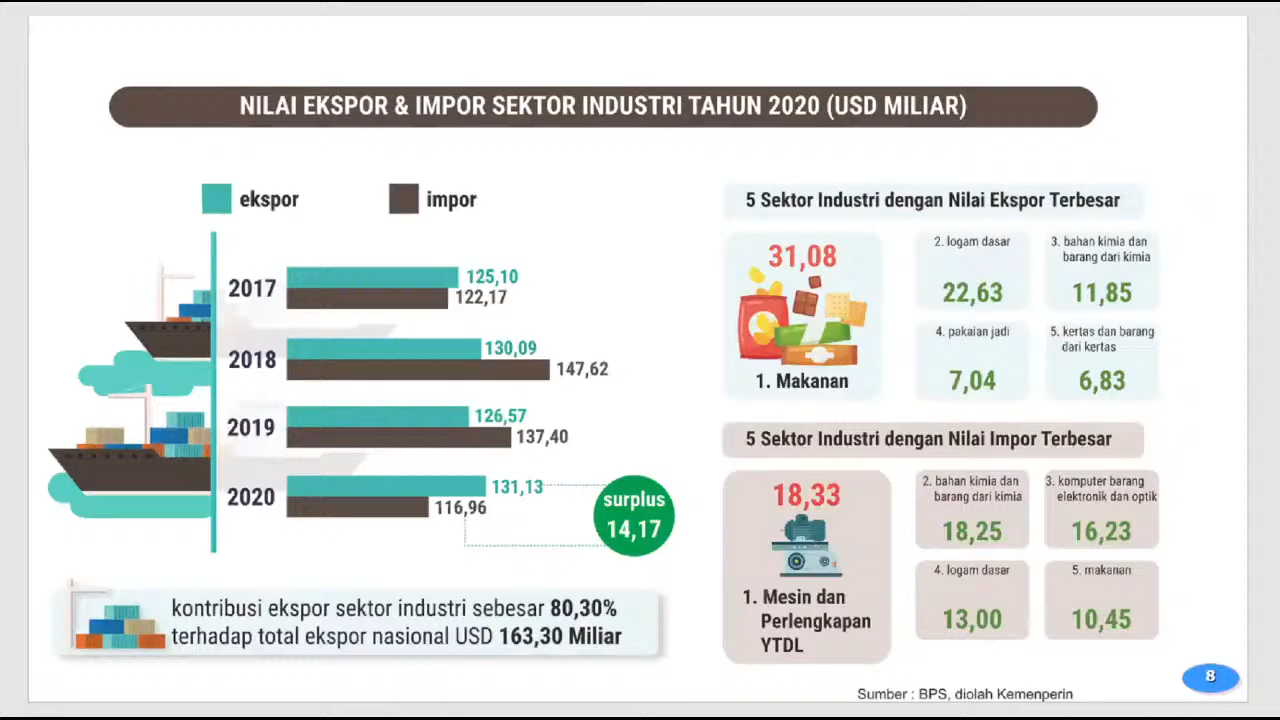 NILAI EKSPOR & IMPOR SEKTOR INDUSTRI TAHUN 2020 (USD MILIAR)
ekspor
impor
2017
125,10
122,17
2018
130,09
147,62
2019
126,57
137,40
2020
131,13
116,96
surplus
14,17
kontribusi ekspor sektor industri sebesar 80,30%
terhadap total ekspor nasional USD 163,30 Miliar
5 Sektor Industri dengan Nilai Ekspor Terbesar
31,08
1. Makanan
2. logam dasar
22,63
3. bahan kimia dan
barang dari kimia
11,85
4. pakaian jadi
7,04
5. kertas dan barang
dari kertas
6,83
5 Sektor Industri dengan Nilai Impor Terbesar
18,33
1. Mesin dan
Perlengkapan
YTDL
2. bahan kimia dan
barang dari kimia
18,25
3. komputer barang
elektronik dan optik
16,23
4. logam dasar
13,00
5. makanan
10,45
Sumber : BPS, diolah Kemenperin
8